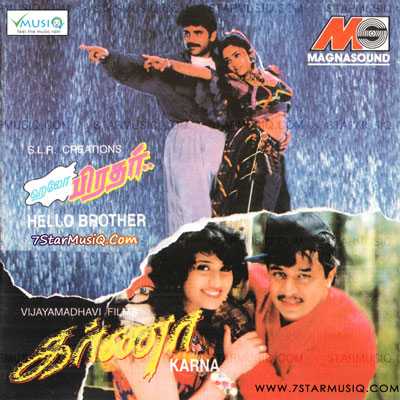 VMUSIQ
feel the music rain
MAGNASOUND
S.L.R. CREATIONS
ஹலோ
பிரதர்..
HELLO BROTHER
7StarMusiQ.Com
VIJAYAMADHAVI FILMS
கர்ணா
KARNA
WWW.7STARMUSIQ.COM